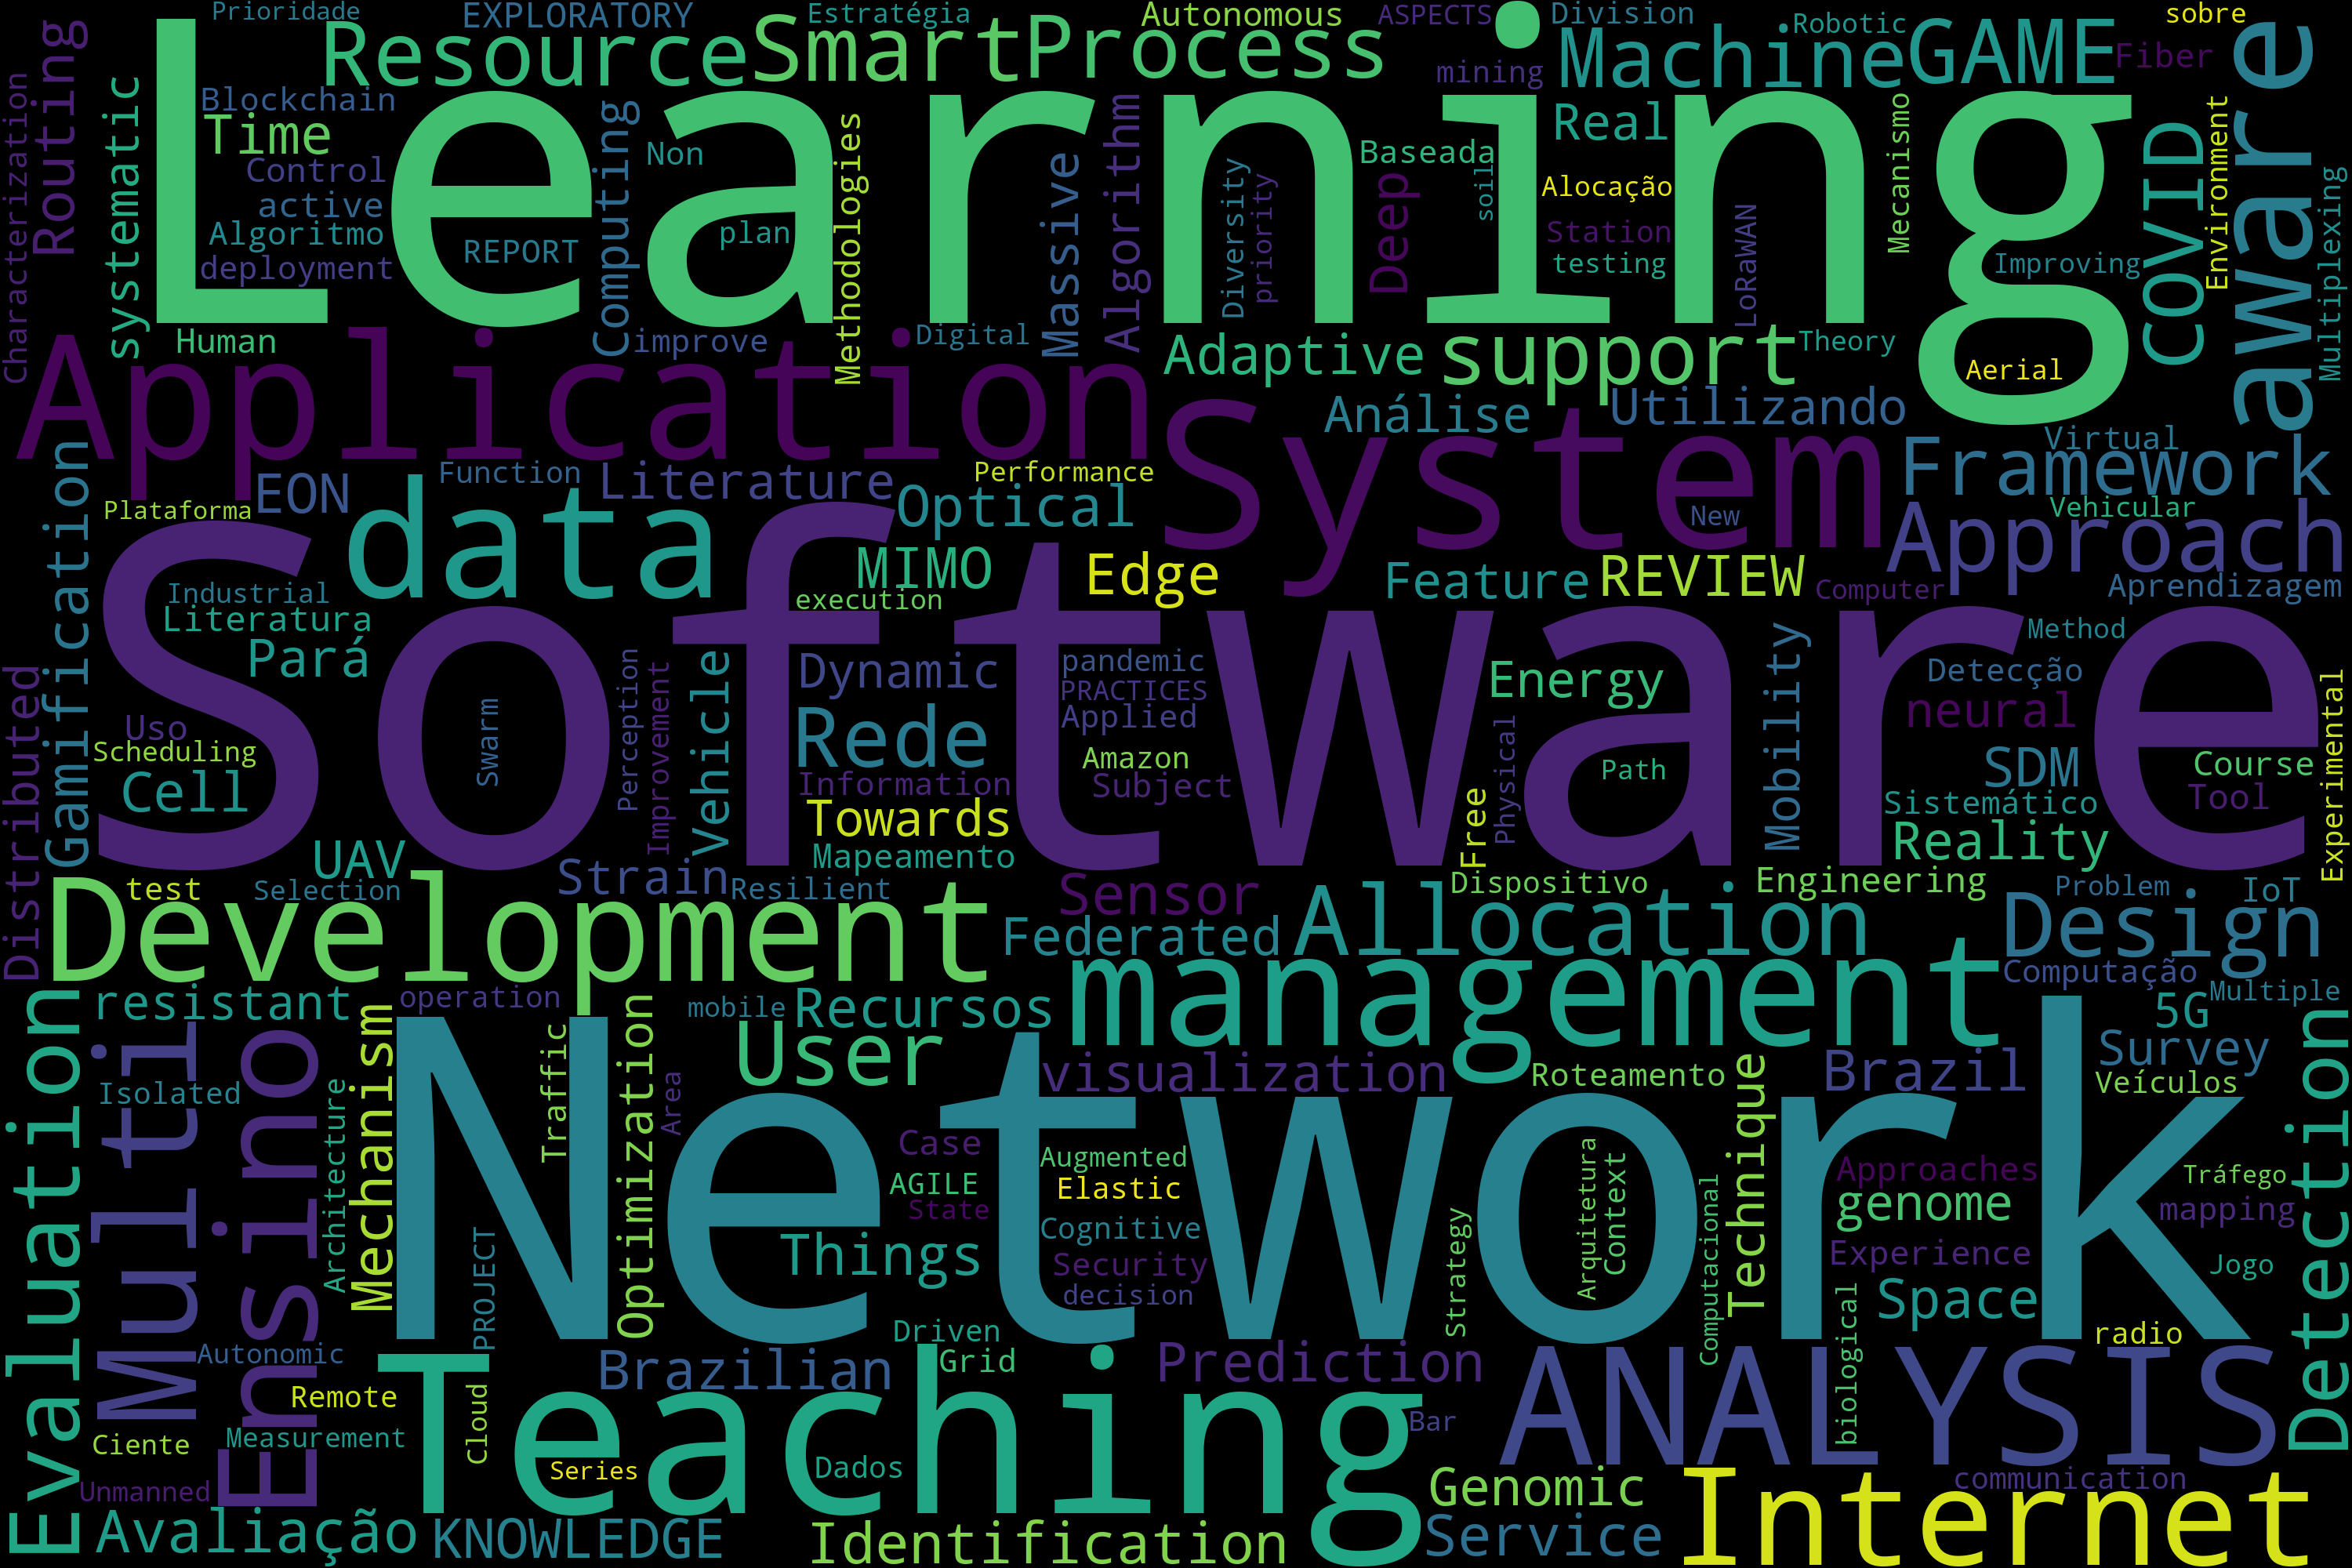 Prioridade
EXPLORATORY
Estratégia
Autonomous
ASPECTS
Division
Robotic
sobre
Routing
Resource
Smart
Process
Machine
GAME
Fiber
aware
mining
Learning
Characterization
systematic
Blockchain
Time
Control
active
Algoritmo
deployment
REPORT
Computing
Non
plan
Methodologies
Massive
Algorithm
Diversity
priority
Baseada
Deep
soil
Real
Alocação
Station
testing
LoRaWAN
Mecanismo
Improving
COVID
Environment
Multiplexing
Human
improve
Digital
Adaptive
support
Theory
Aerial
Application
System
Análise
Utilizando
Framework
Virtual
Vehicular
Gamification
EON
Function
Literature
Performance
Plataforma
data
Optical
New
Approach
MIMO
Edge
Feature
REVIEW
Computer
Aprendizagem
Industrial
Literatura
execution
Pará
Software
Method
Distributed
Uso
Scheduling
Cell
Swarm
Perception
Improvement
Vehicle
Dynamic
Rede
Information
Towards
Mapeamento
pandemic
PRACTICES
Applied
Amazon
Subject
Energy
Physical
Free
Path
Mobility
Detecção
neural
SDM
Course
Sistemático
Tool
Reality
Experimental
UAV
test
Selection
Strain
Resilient
Sensor
Dispositivo
Engineering
Problem
IoT
Development
Federated
Allocation
Design
Computação
Multiple
Evaluation
resistant
operation
mobile
Recursos
management
5G
Multi
Ensino
Mechanism
Traffic
Optimization
User
visualization
Roteamento
Technique
Brazil
Survey
Veículos
Detection
Isolated
Architecture
Area
Network
Case
AGILE
State
Augmented
Elastic
Cognitive
Security
decision
Things
Strategy
Arquitetura
Context
Computacional
Approaches
genome
Experience
Space
Tráfego
mapping
Jogo
PROJECT
biological
radio
Autonomic
Driven
Grid
Brazilian
Prediction
ANALYSIS
Remote
Teaching
Ciente
Measurement
Cloud
Series
Dados
Bar
Unmanned
Genomic
Internet
communication
Avaliação
KNOWLEDGE
Identification
Service